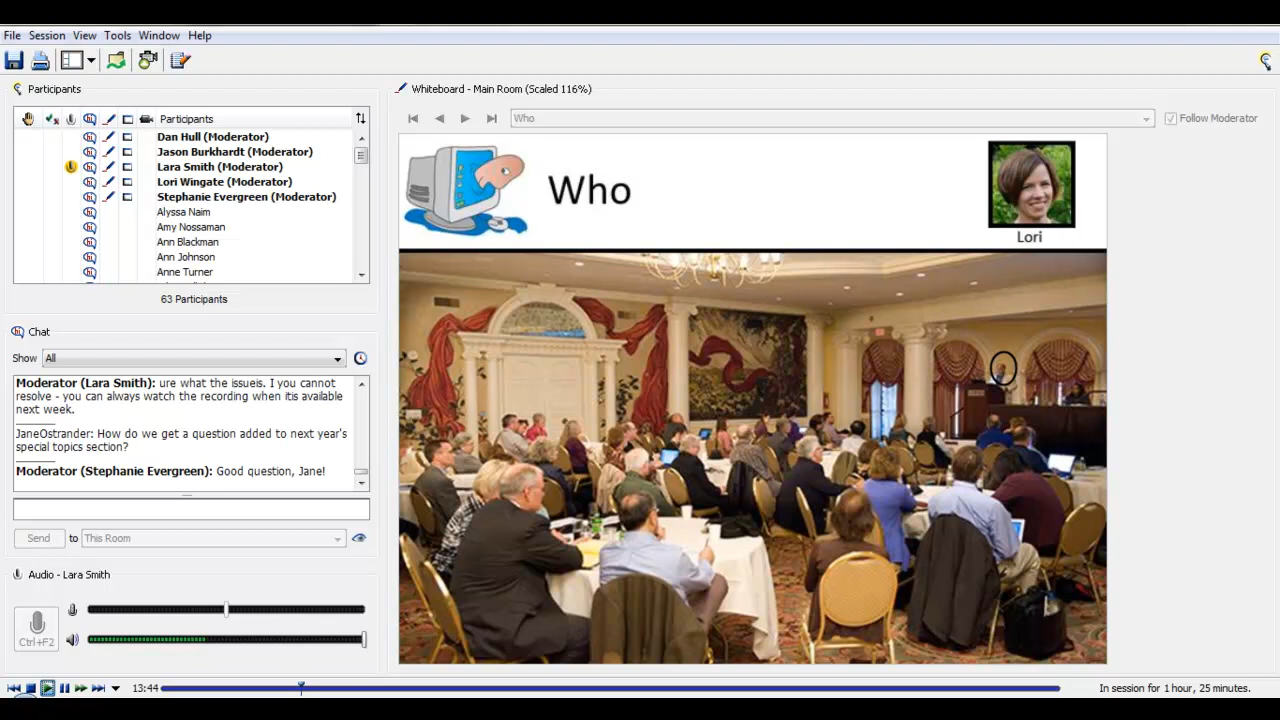 File Session View Tools Window Help
Participants
Whiteboard - Main Room (Scaled 116%)
Participants
Who
Follow Moderator
Dan Hull (Moderator)
Jason Burkhardt (Moderator)
Lara Smith (Moderator)
Lori Wingate (Moderator)
Stephanie Evergreen (Moderator)
Alyssa Naim
Amy Nossaman
Ann Blackman
Ann Johnson
Anne Turner
63 Participants
Who
Lori
Chat
Show All
Moderator (Lara Smith): ure what the issueis. I you cannot
resolve - you can always watch the recording when itis available
next week.
JaneOstrander: How do we get a question added to next year's
special topics section?
Moderator (Stephanie Evergreen): Good question, Jane!
Send to This Room
Audio - Lara Smith
Ctrl+F2
13:44
In session for 1 hour, 25 minutes.